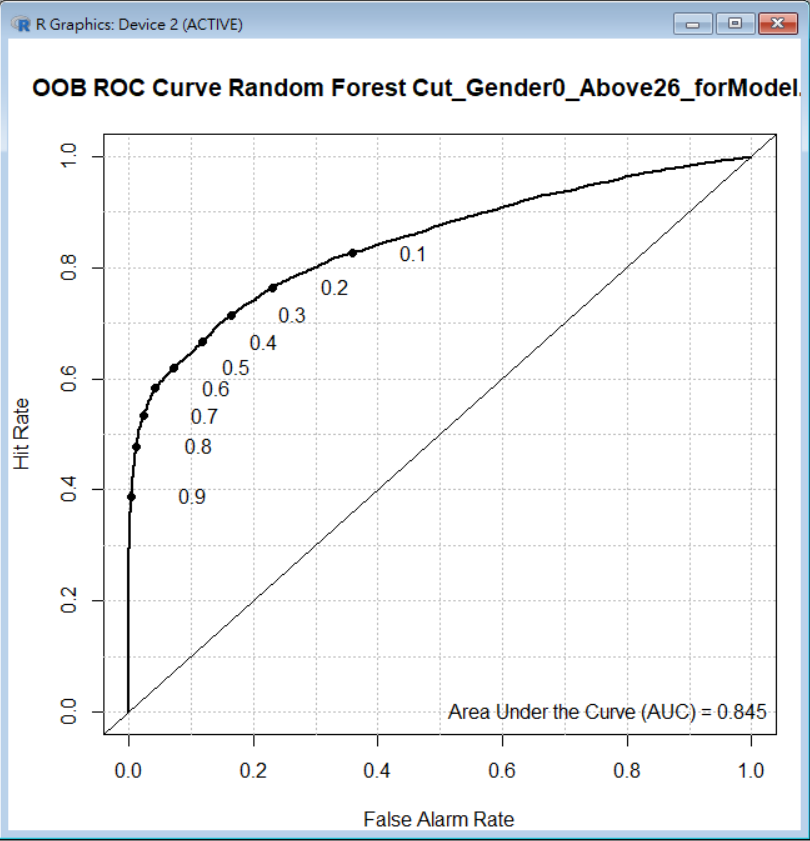 R Graphics: Device 2 (ACTIVE)
OOB ROC Curve Random Forest Cut_Gender0_Above26_forModel.
1.0
0.8
0.6
0.4
0.2
0.0
Hit Rate
0.1
0.2
0.3
0.4
0.5
0.6
0.7
0.8
0.9
Area Under the Curve (AUC) = 0.845
0.0 0.2 0.4 0.6 0.8 1.0
False Alarm Rate